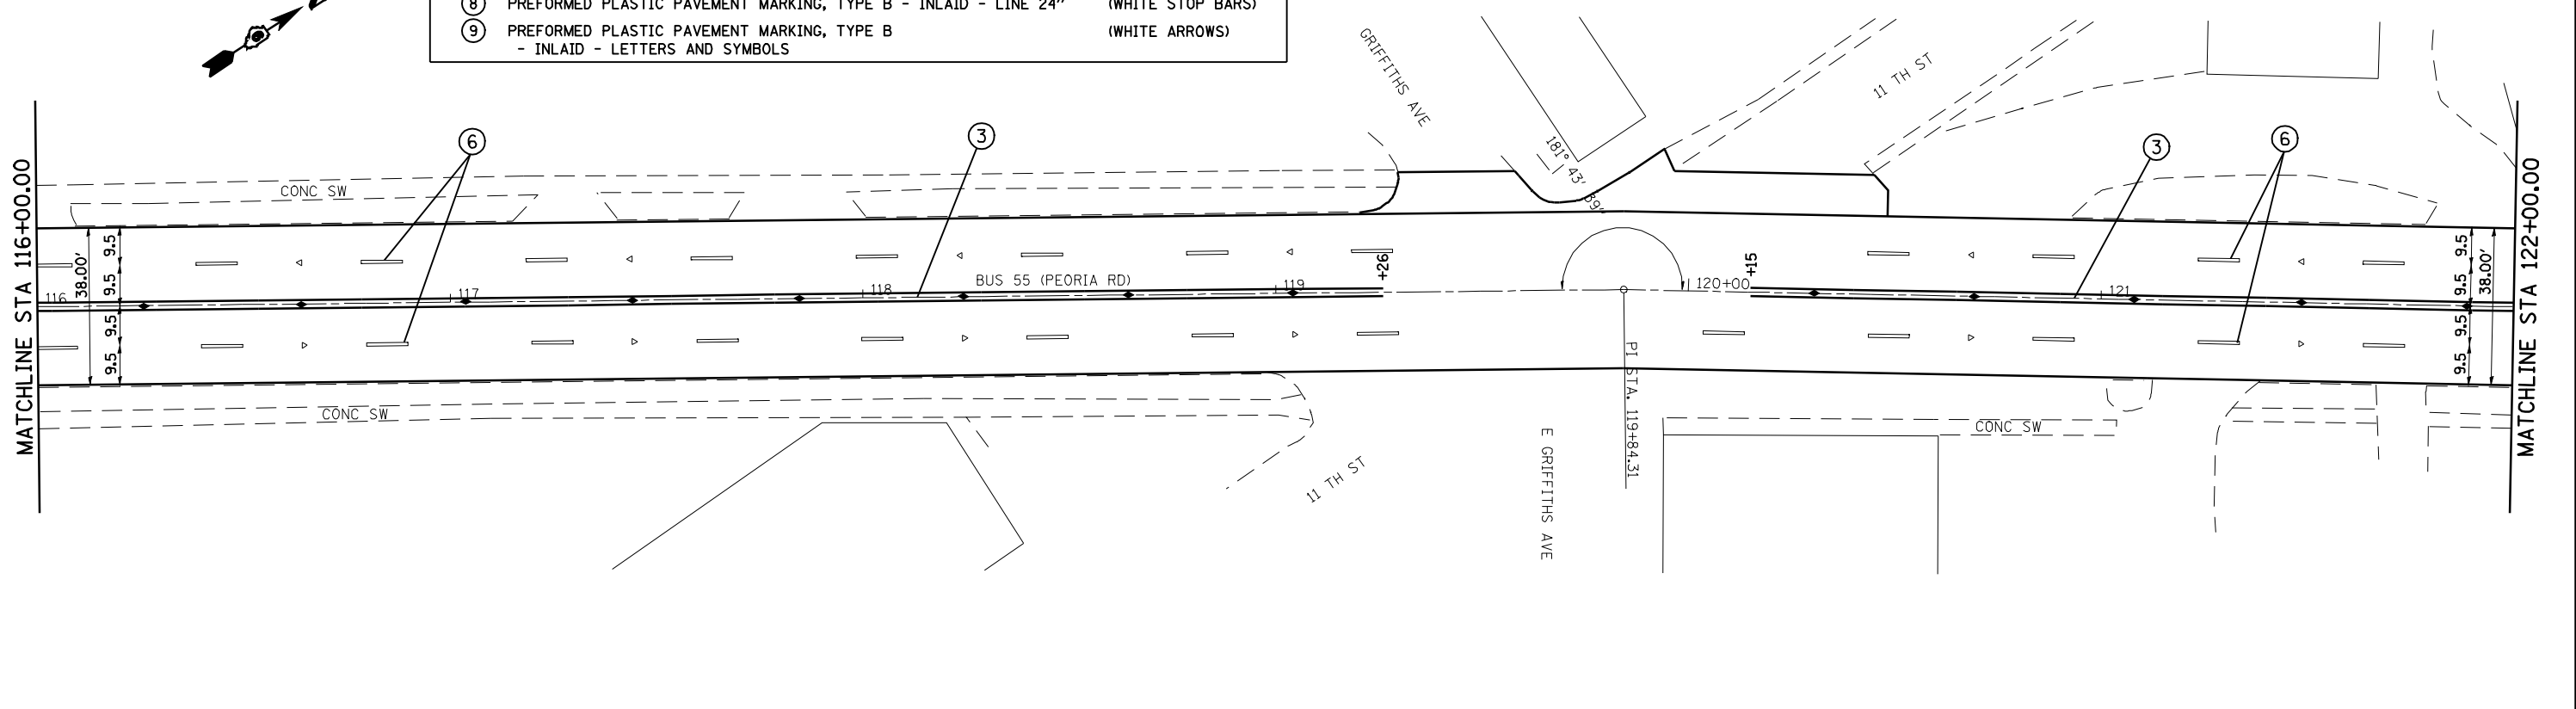 8 PREFORMED PLASTIC PAVEMENT MARKING, TYPE B - INLAID - LINE 24" (WHITE STOP BARS)
9 PREFORMED PLASTIC PAVEMENT MARKING, TYPE B (WHITE ARROWS)
- INLAID - LETTERS AND SYMBOLS
GRIFFITHS AVE
11 TH ST
6
3
3
6
MATCHLINE STA 116+00.00
CONC SW
181° 43' 39"
MATCHLINE STA 122+00.00
38.00'
9.5
9.5
9.5
9.5
116
117
118
BUS 55 (PEORIA RD)
119
+26
120+00
+15
121
9.5
9.5
9.5
9.5
38.00'
PI STA. 119+84.31
CONC SW
11 TH ST
E GRIFFITHS AVE
CONC SW